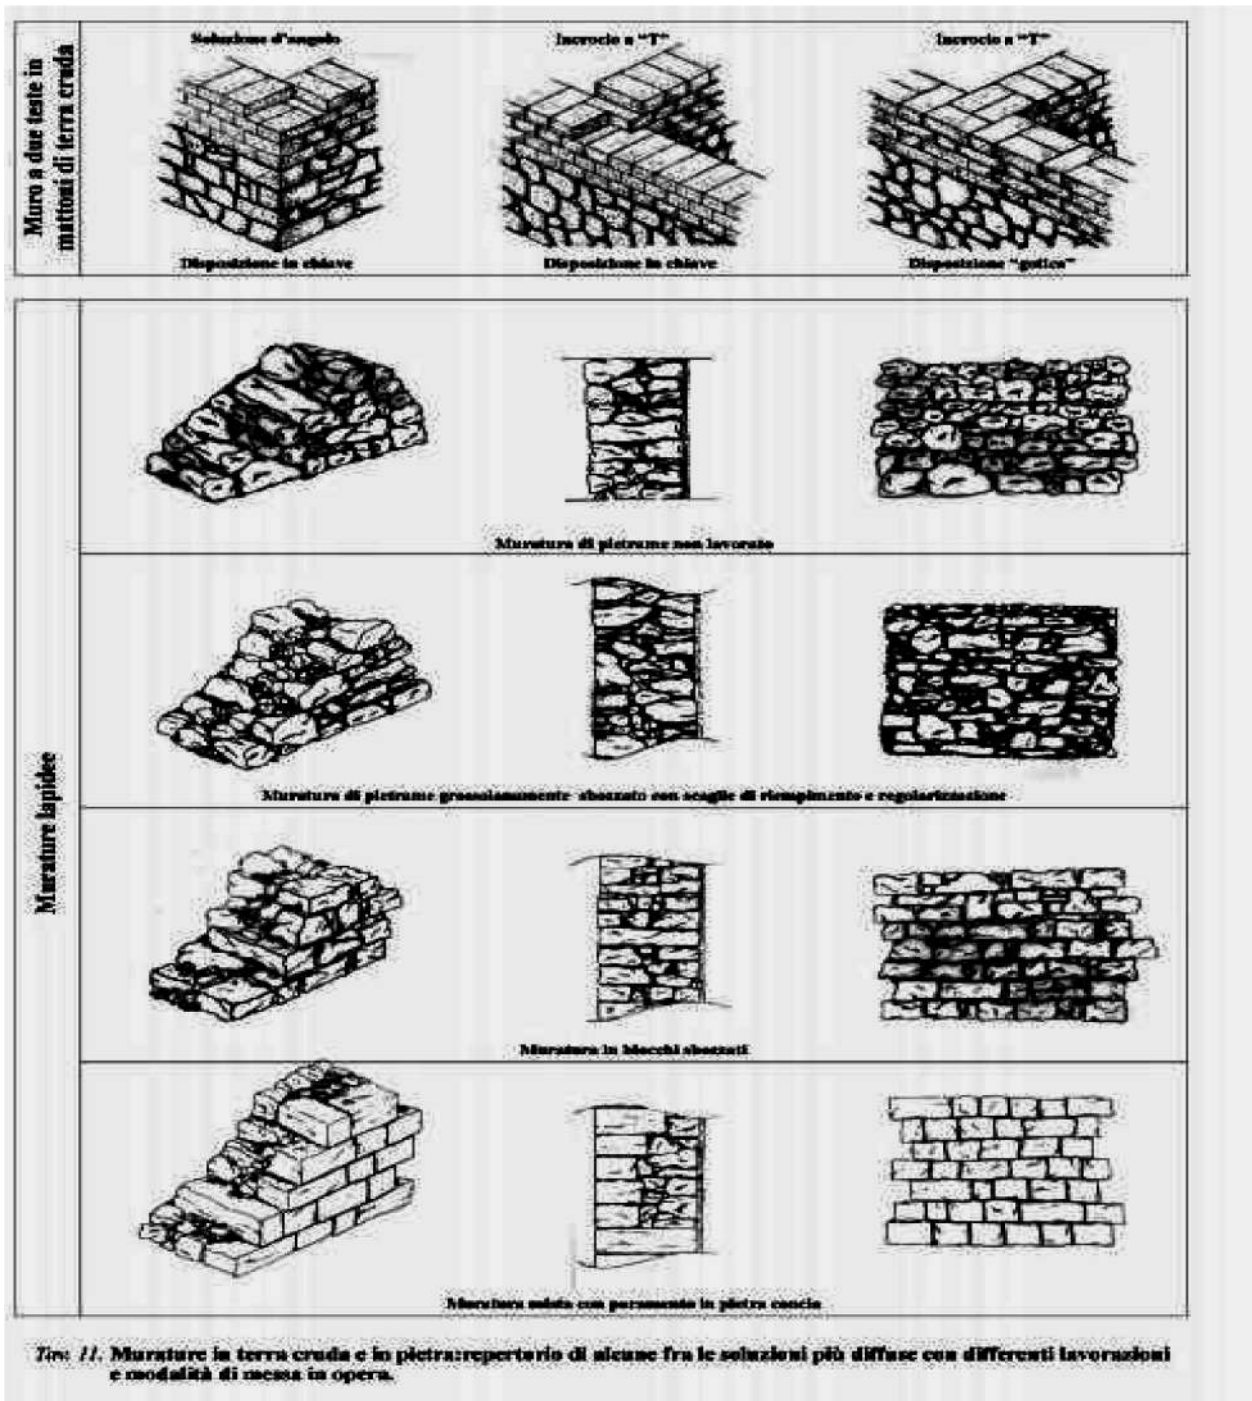 Muro a due teste in
mattoni di terra cruda
Soluzione d'angolo
Incrocio a "T"
Incrocio a "T"
Disposizione in chiave
Disposizione in chiave
Disposizione "gotica"
Murature lapidee
Muratura di pietrame non lavorato
Muratura di pietrame grossolanamente sbozzato con scaglie di riempimento e regolarizzazione
Muratura in blocchi sbozzati
Muratura mista con paramento in pietra concia
Tav. 11. Murature in terra cruda e in pietra:repertorio di alcune fra le soluzioni più diffuse con differenti lavorazioni
e modalità di messa in opera.